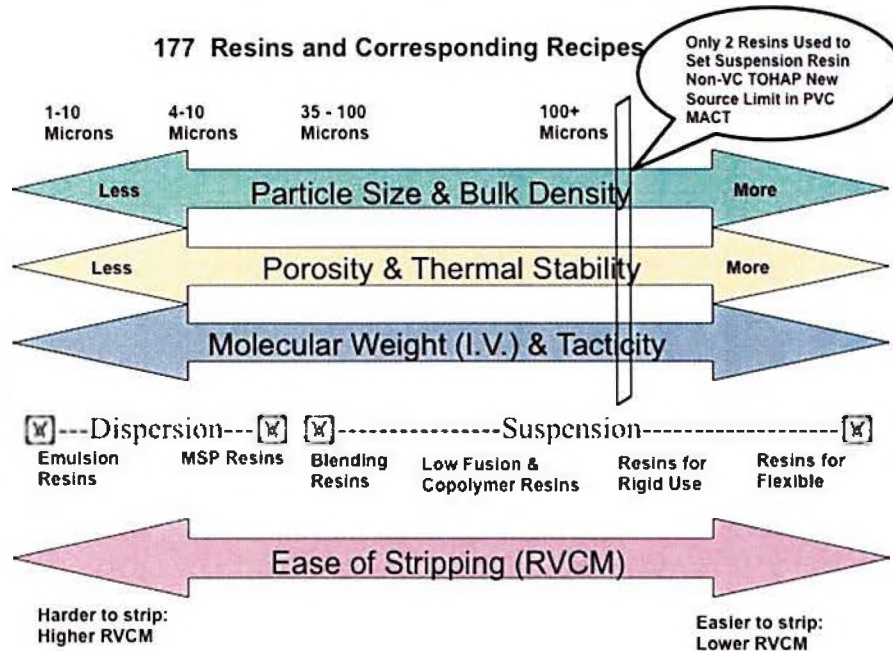 177 Resins and Corresponding Recipes
Only 2 Resins Used to
Set Suspension Resin
Non-VC TOHAP New
Source Limit in PVC
MACT
1-10
Microns
4-10
Microns
35 - 100
Microns
100+
Microns
Less
Particle Size & Bulk Density
More
Less
Porosity & Thermal Stability
More
Molecular Weight (I.V.) & Tacticity
---Dispersion---
Suspension
Emulsion
Resins
MSP Resins
Blending
Resins
Low Fusion &
Copolymer Resins
Resins for
Rigid Use
Resins for
Flexible
Ease of Stripping (RVCM)
Harder to strip:
Higher RVCM
Easier to strip:
Lower RVCM